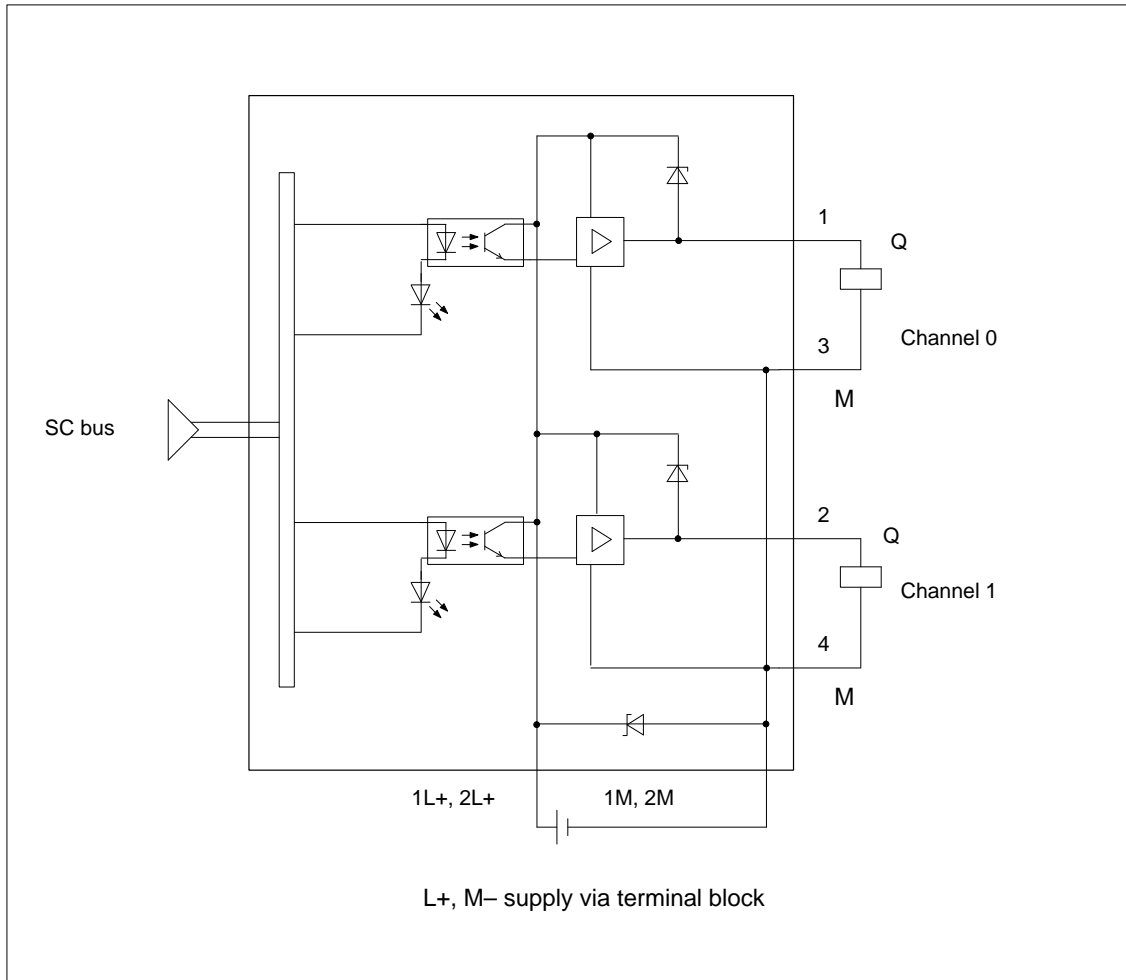 1
Q
Channel 0
3
M
SC bus
2
Q
Channel 1
4
M
1L+, 2L+
1M, 2M
L+, M– supply via terminal block